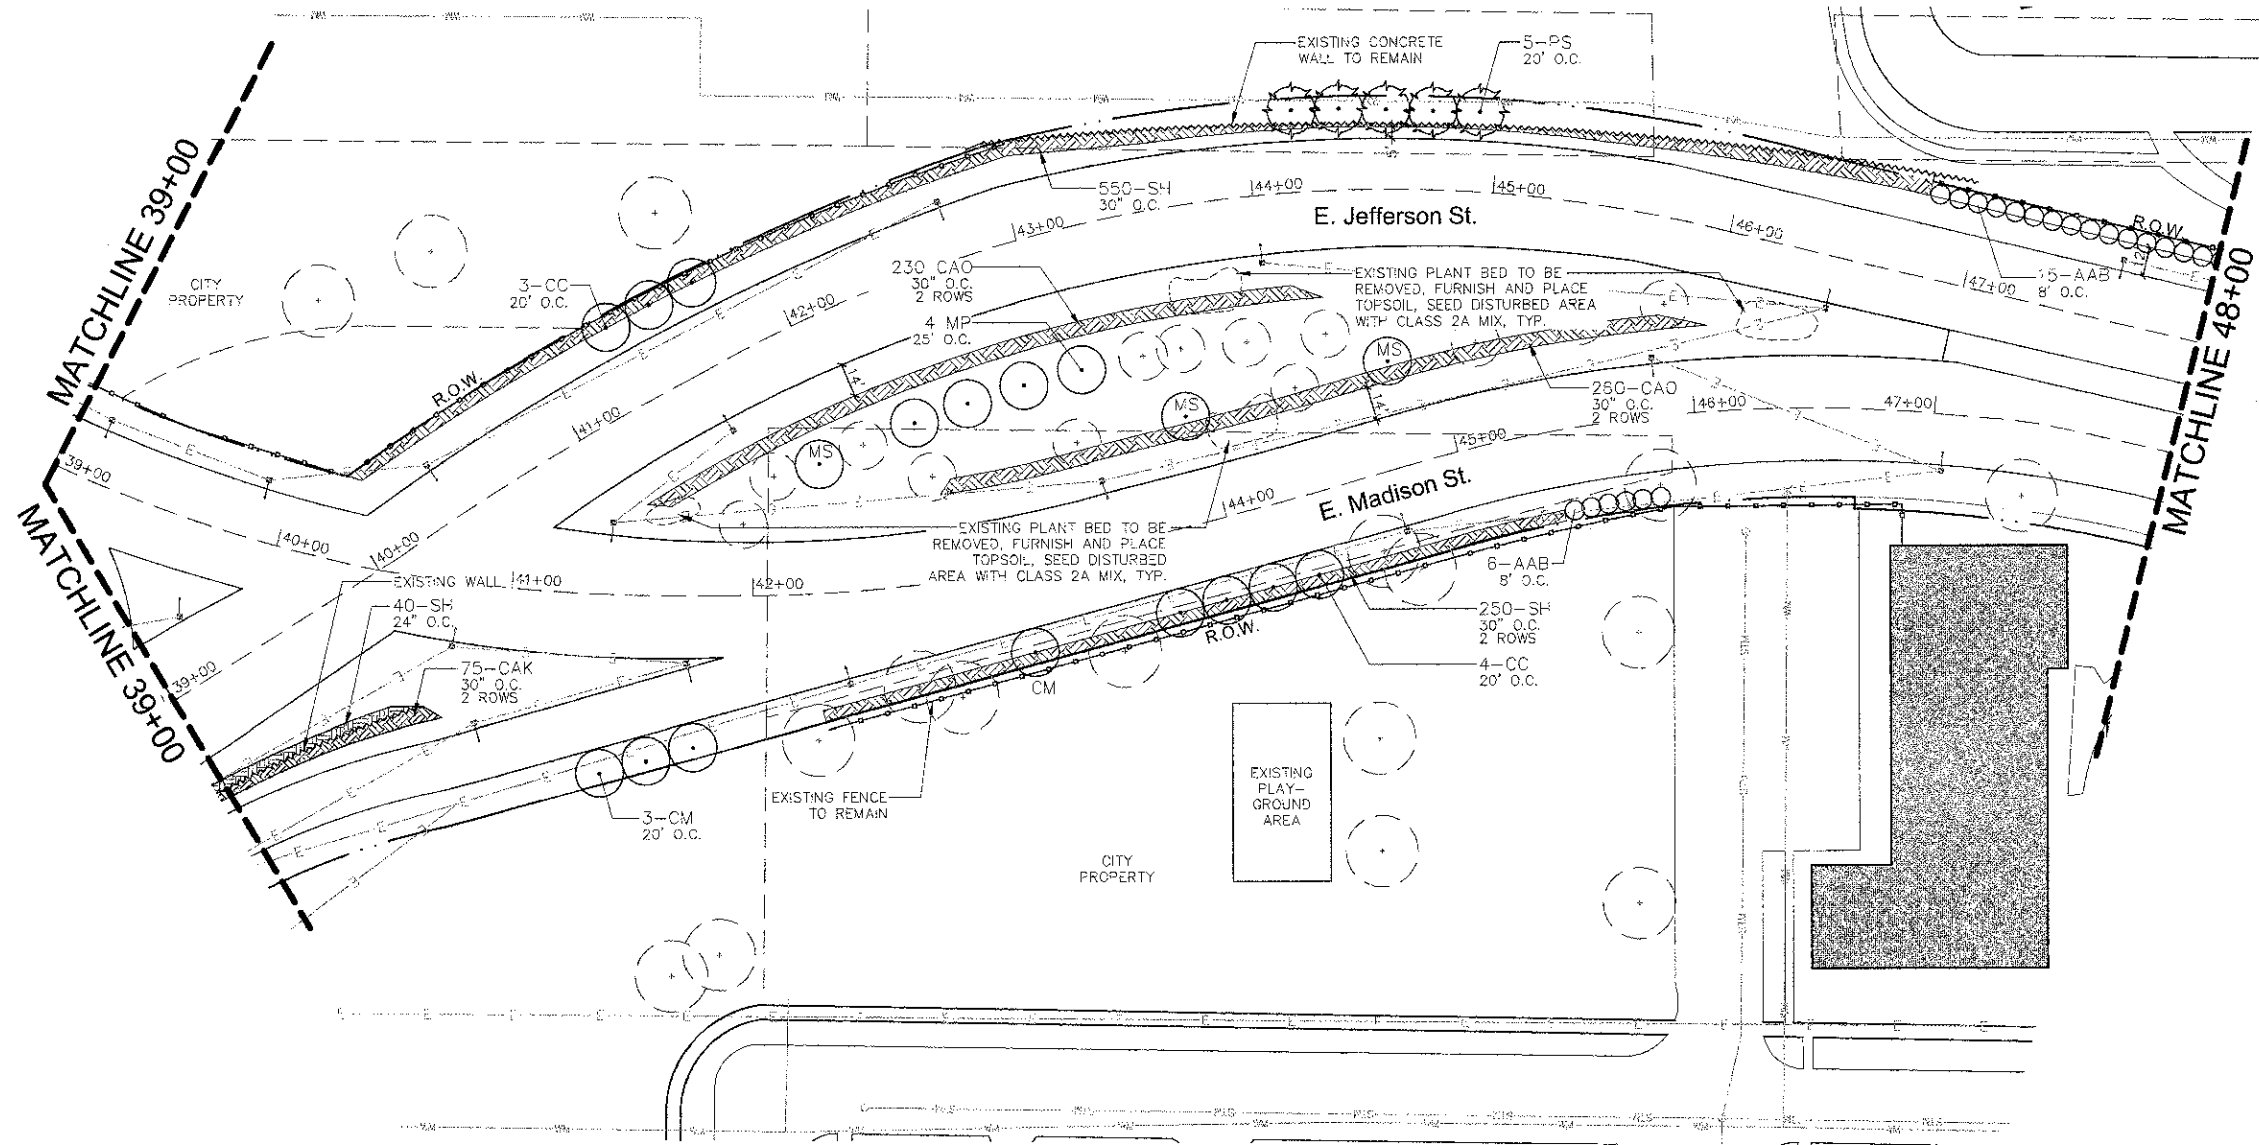 EXISTING CONCRETE
WALL TO REMAIN
5-PS
20' O.C.
MATCHLINE 39+00
550-SH
30" O.C.
44+00
45+00
E. Jefferson St.
43+00
46+00
R.O.W.
12'
15-AAB
8' O.C.
47+00
MATCHLINE 48+00
CITY
PROPERTY
3-CC
20' O.C.
230 CAO
30" O.C.
2 ROWS
42+00
4 MP
25' O.C.
EXISTING PLANT BED TO BE
REMOVED, FURNISH AND PLACE
TOPSOIL, SEED DISTURBED AREA
WITH CLASS 2A MIX, TYP.
MS
R.O.W.
14'
41+00
MS
14'
280-CAO
30" O.C.
2 ROWS
46+00
47+00
MS
45+00
39+00
44+00
E. Madison St.
40+00
40+00
EXISTING PLANT BED TO BE
REMOVED, FURNISH AND PLACE
TOPSOIL, SEED DISTURBED
AREA WITH CLASS 2A MIX, TYP.
MATCHLINE 39+00
EXISTING WALL
41+00
42+00
6-AAB
8' O.C.
40-SH
24" O.C.
250-SH
30" O.C.
2 ROWS
R.O.W.
39+00
75-CAK
30" O.C.
2 ROWS
4-CC
20' O.C.
CM
EXISTING FENCE
TO REMAIN
3-CM
20' O.C.
EXISTING
PLAY-
GROUND
AREA
CITY
PROPERTY